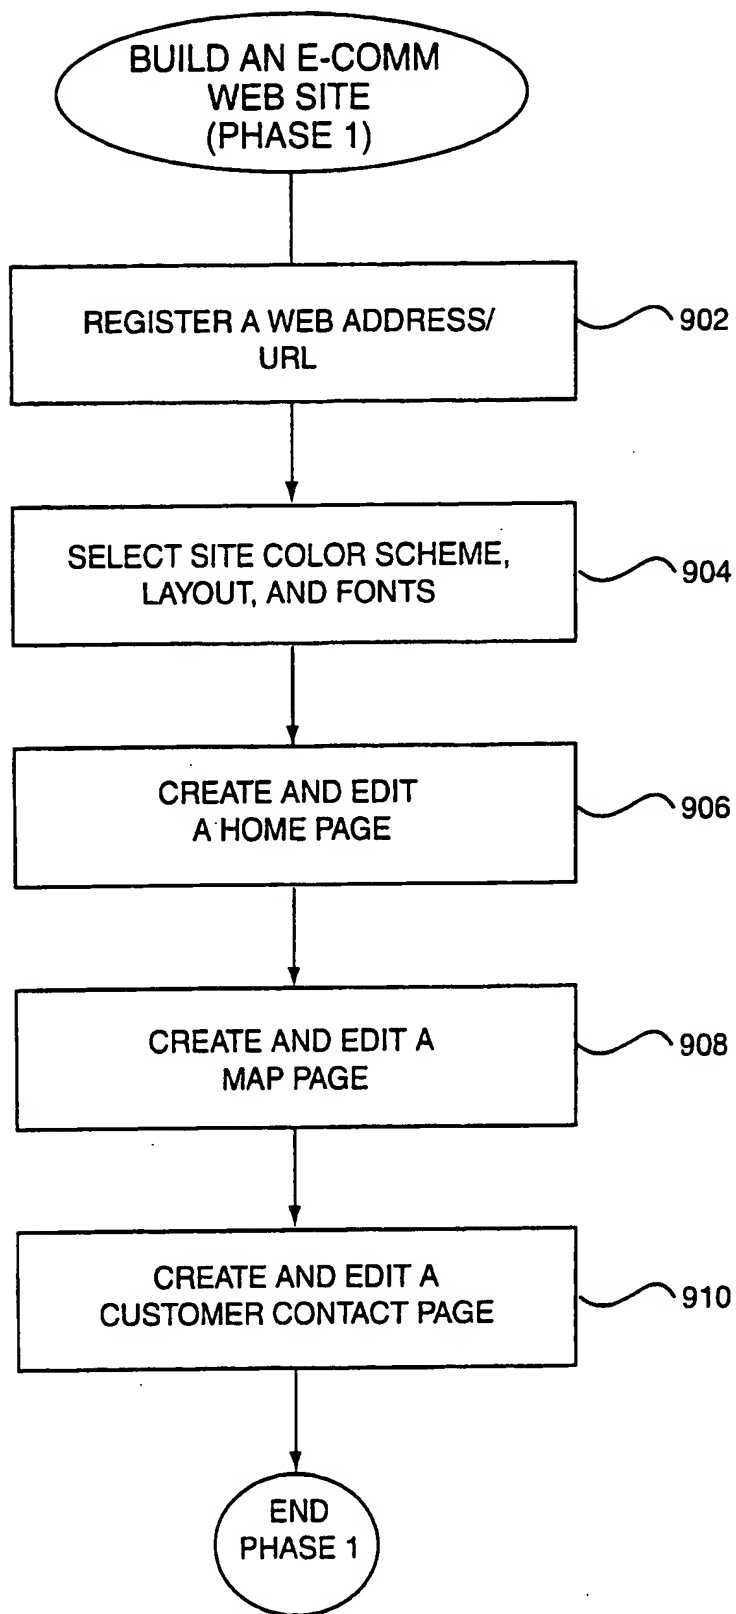 BUILD AN E-COMM
WEB SITE
(PHASE 1)
REGISTER A WEB ADDRESS/
URL
902
SELECT SITE COLOR SCHEME,
LAYOUT, AND FONTS
904
CREATE AND EDIT
A HOME PAGE
906
CREATE AND EDIT A
MAP PAGE
908
CREATE AND EDIT A
CUSTOMER CONTACT PAGE
910
END
PHASE 1